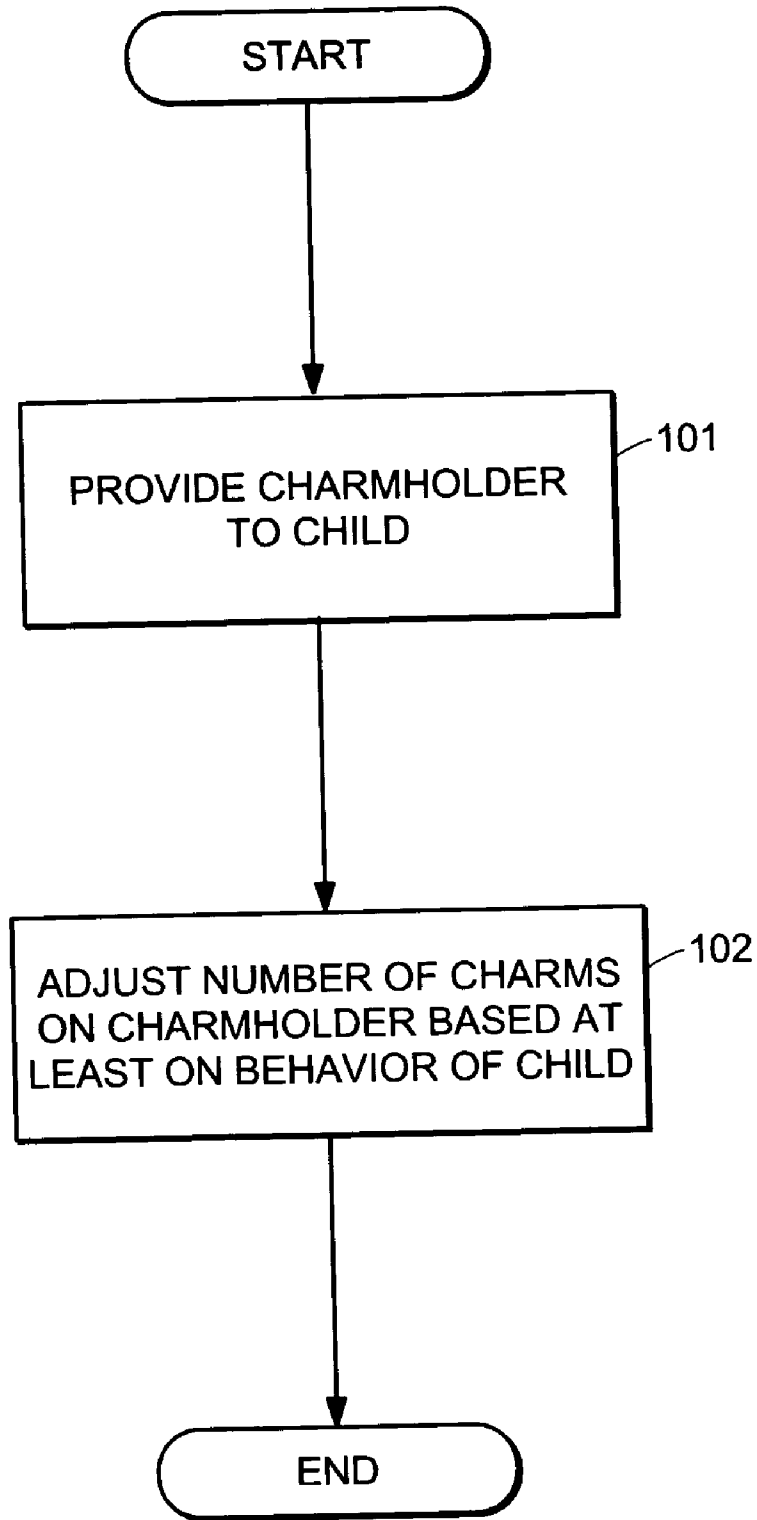 START
PROVIDE CHARMHOLDER
TO CHILD
101
ADJUST NUMBER OF CHARMS
ON CHARMHOLDER BASED AT
LEAST ON BEHAVIOR OF CHILD
102
END